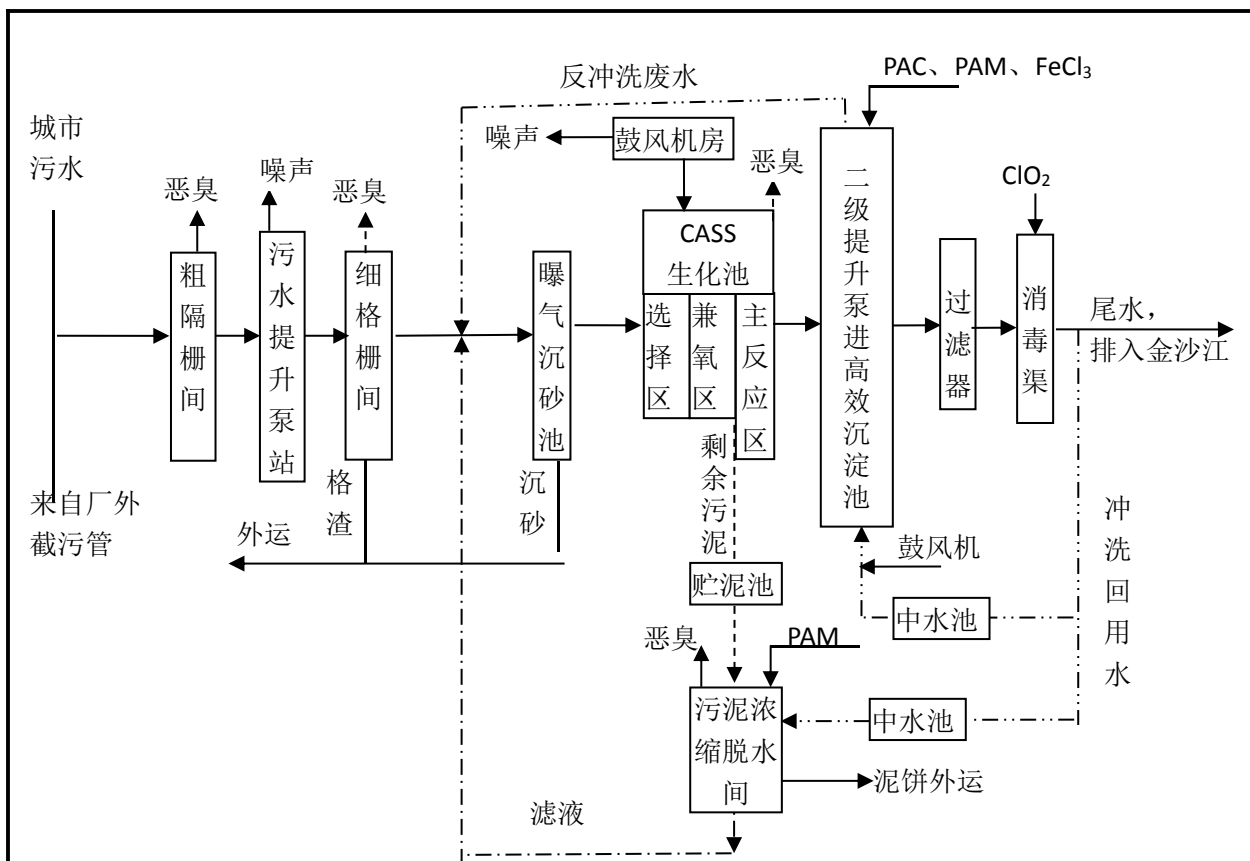 PAC、PAM、FeCl₃
反冲洗废水
城市
污水
噪声
鼓风机房
恶臭
噪声
恶臭
恶臭
ClO₂
粗隔栅间
污水提升泵站
细格栅间
曝气沉砂池
CASS
生化池
选择区
兼氧区
主反应区
二级提升泵进高效沉淀池
过滤器
消毒渠
尾水，
排入金沙江
来自厂外
截污管
格渣
沉砂
外运
剩余污泥
鼓风机
冲洗回用水
贮泥池
中水池
恶臭
PAM
污泥浓
缩脱水
间
中水池
泥饼外运
滤液